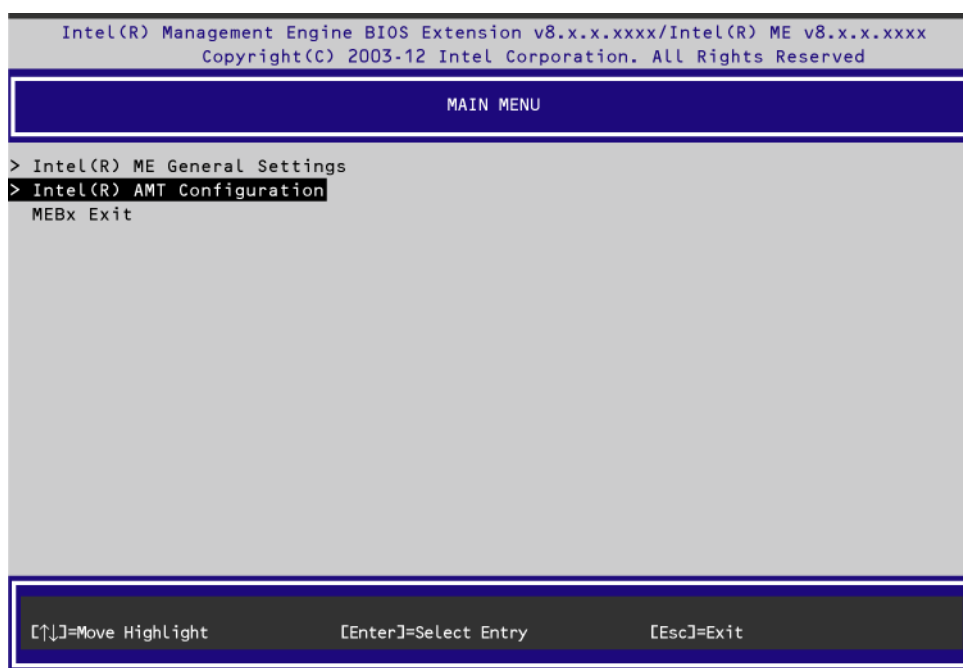 Intel(R) Management Engine BIOS Extension v8.x.x.xxxx/Intel(R) ME v8.x.x.xxxx
Copyright(C) 2003-12 Intel Corporation. All Rights Reserved
MAIN MENU
> Intel(R) ME General Settings
> Intel(R) AMT Configuration
MEBx Exit
[↑↓]=Move Highlight [Enter]=Select Entry [Esc]=Exit